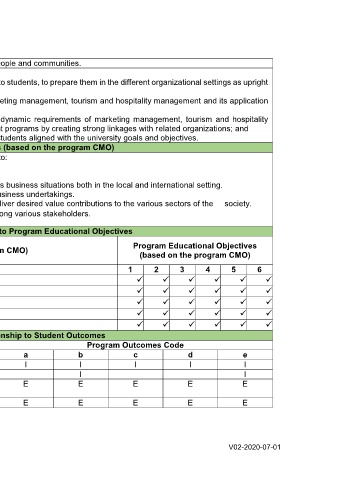 ople and communities.
to students, to prepare them in the different organizational settings as upright
eting management, tourism and hospitality management and its application
dynamic requirements of marketing management, tourism and hospitality
t programs by creating strong linkages with related organizations; and
tudents aligned with the university goals and objectives.
s (based on the program CMO)
to:
s business situations both in the local and international setting.
usiness undertakings.
liver desired value contributions to the various sectors of the society.
ong various stakeholders.
to Program Educational Objectives
m CMO) Program Educational Objectives
(based on the program CMO)
1 2 3 4 5 6
✓ ✓ ✓ ✓ ✓ ✓
✓ ✓ ✓ ✓ ✓ ✓
✓ ✓ ✓ ✓ ✓ ✓
✓ ✓ ✓ ✓ ✓ ✓
✓ ✓ ✓ ✓ ✓ ✓
nship to Student Outcomes
Program Outcomes Code
a b c d e
I I I I I
I I
E E E E E
E E E E E
V02-2020-07-01